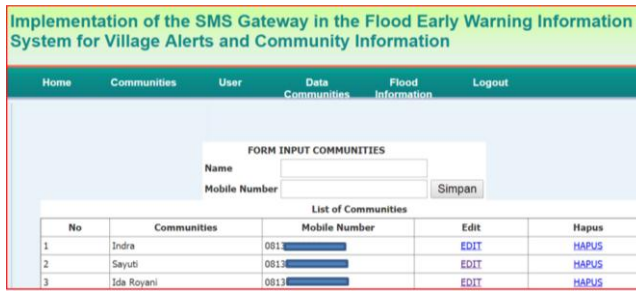 Implementation of the SMS Gateway in the Flood Early Warning Information
System for Village Alerts and Community Information
Home Communities User Data Communities Flood Information Logout
FORM INPUT COMMUNITIES
Name
Mobile Number Simpan
List of Communities
No Communities Mobile Number Edit Hapus
1 Indra 0813 EDIT HAPUS
2 Sayuti 0813 EDIT HAPUS
3 Ida Royani 0813 EDIT HAPUS